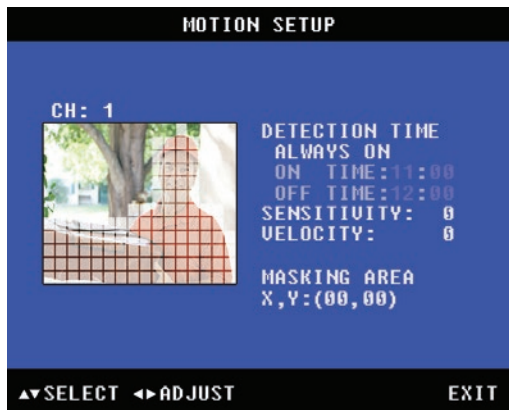 MOTION SETUP
CH: 1
DETECTION TIME
ALWAYS ON
ON TIME:11:00
OFF TIME:12:00
SENSITIVITY: 0
VELOCITY: 0
MASKING AREA
X,Y:(00,00)
▲▼SELECT ◄►ADJUST EXIT